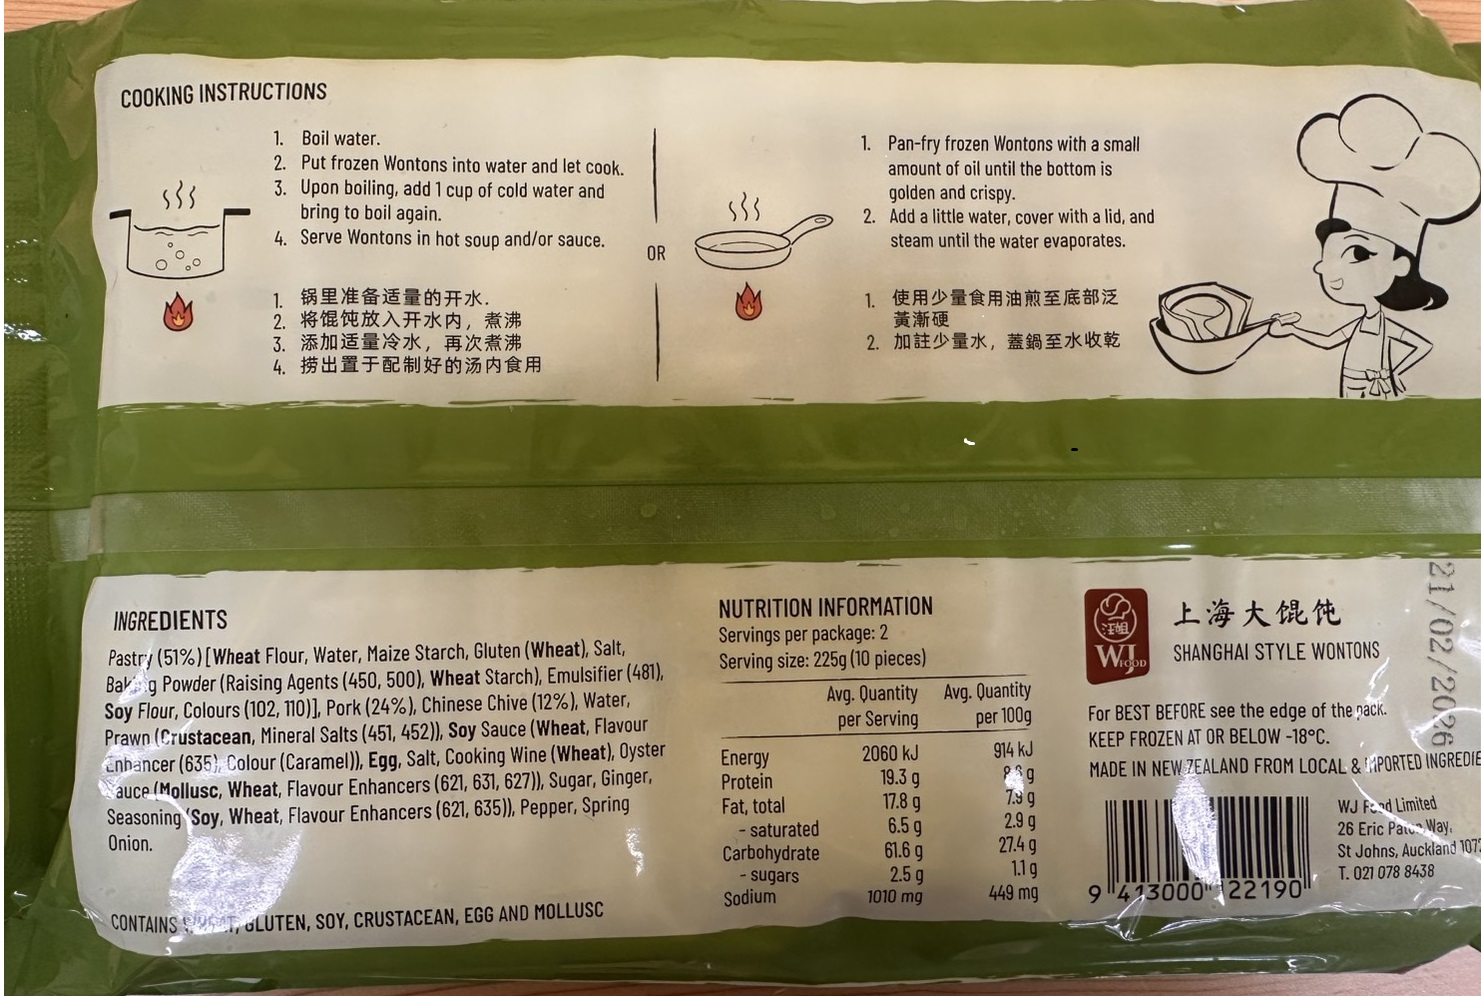 COOKING INSTRUCTIONS
1. Boil water.
2. Put frozen Wontons into water and let cook.
3. Upon boiling, add 1 cup of cold water and
bring to boil again.
4. Serve Wontons in hot soup and/or sauce.
1. 锅里准备适量的开水.
2. 将馄饨放入开水内，煮沸
3. 添加适量冷水，再次煮沸
4. 捞出置于配制好的汤内食用
OR
1. Pan-fry frozen Wontons with a small
amount of oil until the bottom is
golden and crispy.
2. Add a little water, cover with a lid, and
steam until the water evaporates.
1. 使用少量食用油煎至底部泛
黃漸硬
2. 加註少量水，蓋鍋至水收乾
INGREDIENTS
Pastry (51%) [Wheat Flour, Water, Maize Starch, Gluten (Wheat), Salt,
Baking Powder (Raising Agents (450, 500), Wheat Starch), Emulsifier (481),
Soy Flour, Colours (102, 110)], Pork (24%), Chinese Chive (12%), Water,
Prawn (Crustacean, Mineral Salts (451, 452)), Soy Sauce (Wheat, Flavour
Enhancer (635), Colour (Caramel)), Egg, Salt, Cooking Wine (Wheat), Oyster
Sauce (Mollusc, Wheat, Flavour Enhancers (621, 631, 627)), Sugar, Ginger,
Seasoning (Soy, Wheat, Flavour Enhancers (621, 635)), Pepper, Spring
Onion.
CONTAINS GLUTEN, SOY, CRUSTACEAN, EGG AND MOLLUSC
NUTRITION INFORMATION
Servings per package: 2
Serving size: 225g (10 pieces)
Avg. Quantity Avg. Quantity
per Serving per 100g
Energy 2060 kJ 914 kJ
Protein 19.3 g g
Fat, total 17.8 g 7.9 g
- saturated 6.5 g 2.9 g
Carbohydrate 61.6 g 27.4 g
- sugars 2.5 g 1.1 g
Sodium 1010 mg 449 mg
汪姐
WJ
FOOD
上海大馄饨
SHANGHAI STYLE WONTONS
For BEST BEFORE see the edge of the pack.
KEEP FROZEN AT OR BELOW -18°C.
MADE IN NEW ZEALAND FROM LOCAL & IMPORTED INGREDIE
21/02/2026
WJ Food Limited
26 Eric Paton Way,
St Johns, Auckland 107
T. 021 078 8438
9 413000 122190